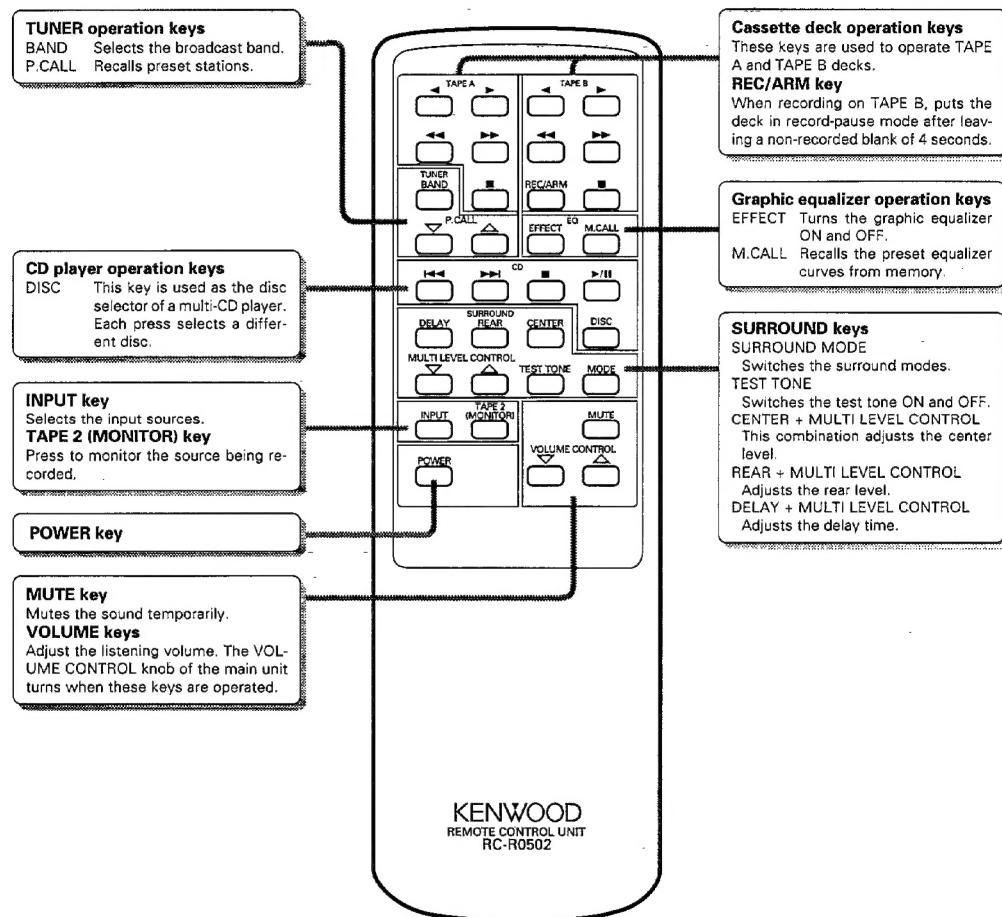 TUNER operation keys
BAND Selects the broadcast band.
P.CALL Recalls preset stations.
CD player operation keys
DISC This key is used as the disc
selector of a multi-CD player.
Each press selects a differ-
ent disc.
INPUT key
Selects the input sources.
TAPE 2 (MONITOR) key
Press to monitor the source being re-
corded.
POWER key
MUTE key
Mutes the sound temporarily.
VOLUME keys
Adjust the listening volume. The VOL-
UME CONTROL knob of the main unit
turns when these keys are operated.
TAPE A TAPE B
TUNER
BAND REC/ARM
P.CALL EQ
EFFECT M.CALL
CD
SURROUND
DELAY REAR CENTER DISC
MULTI LEVEL CONTROL
TEST TONE MODE
INPUT TAPE 2
(MONITOR) MUTE
VOLUME CONTROL
POWER
KENWOOD
REMOTE CONTROL UNIT
RC-R0502
Cassette deck operation keys
These keys are used to operate TAPE
A and TAPE B decks.
REC/ARM key
When recording on TAPE B, puts the
deck in record-pause mode after leav-
ing a non-recorded blank of 4 seconds.
Graphic equalizer operation keys
EFFECT Turns the graphic equalizer
ON and OFF.
M.CALL Recalls the preset equalizer
curves from memory.
SURROUND keys
SURROUND MODE
Switches the surround modes.
TEST TONE
Switches the test tone ON and OFF.
CENTER + MULTI LEVEL CONTROL
This combination adjusts the center
level.
REAR + MULTI LEVEL CONTROL
Adjusts the rear level.
DELAY + MULTI LEVEL CONTROL
Adjusts the delay time.